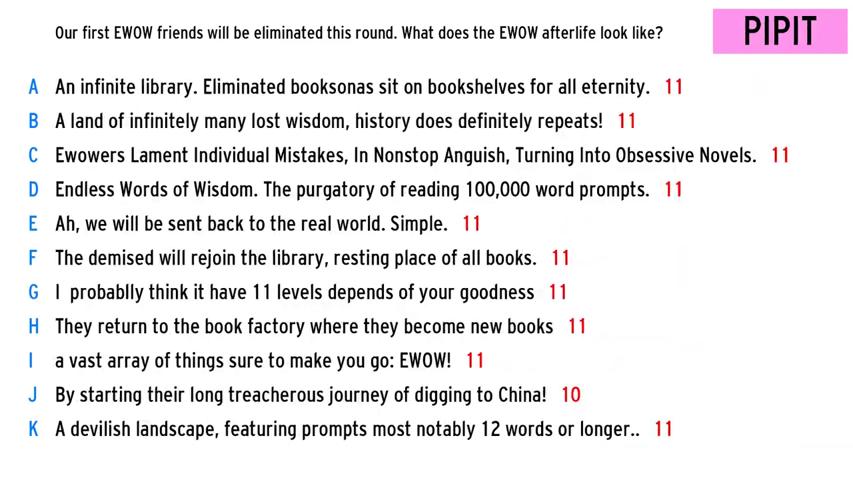 Our first EWOW friends will be eliminated this round. What does the EWOW afterlife look like?
PIPIT
A An infinite library. Eliminated booksonas sit on bookshelves for all eternity. 11
B A land of infinitely many lost wisdom, history does definitely repeats! 11
C Ewowers Lament Individual Mistakes, In Nonstop Anguish, Turning Into Obsessive Novels. 11
D Endless Words of Wisdom. The purgatory of reading 100,000 word prompts. 11
E Ah, we will be sent back to the real world. Simple. 11
F The demised will rejoin the library, resting place of all books. 11
G I probablly think it have 11 levels depends of your goodness 11
H They return to the book factory where they become new books 11
I a vast array of things sure to make you go: EWOW! 11
J By starting their long treacherous journey of digging to China! 10
K A devilish landscape, featuring prompts most notably 12 words or longer.. 11